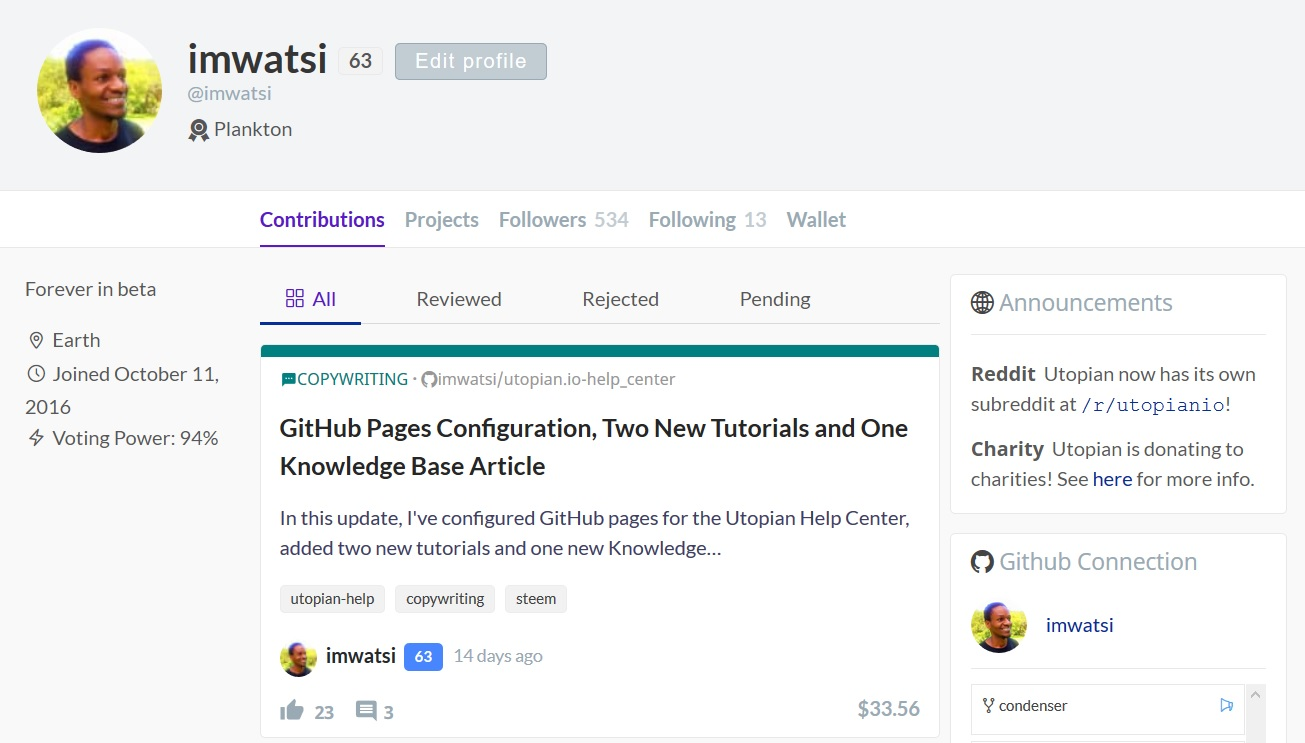 imwatsi 63 Edit profile
@imwatsi
Plankton
Contributions Projects Followers 534 Following 13 Wallet
Forever in beta
Earth
Joined October 11,
2016
Voting Power: 94%
All Reviewed Rejected Pending
COPYWRITING · imwatsi/utopian.io-help_center
GitHub Pages Configuration, Two New Tutorials and One
Knowledge Base Article
In this update, I've configured GitHub pages for the Utopian Help Center,
added two new tutorials and one new Knowledge...
utopian-help copywriting steem
imwatsi 63 14 days ago
23 3 $33.56
Announcements
Reddit Utopian now has its own
subreddit at /r/utopianio!
Charity Utopian is donating to
charities! See here for more info.
Github Connection
imwatsi
condenser